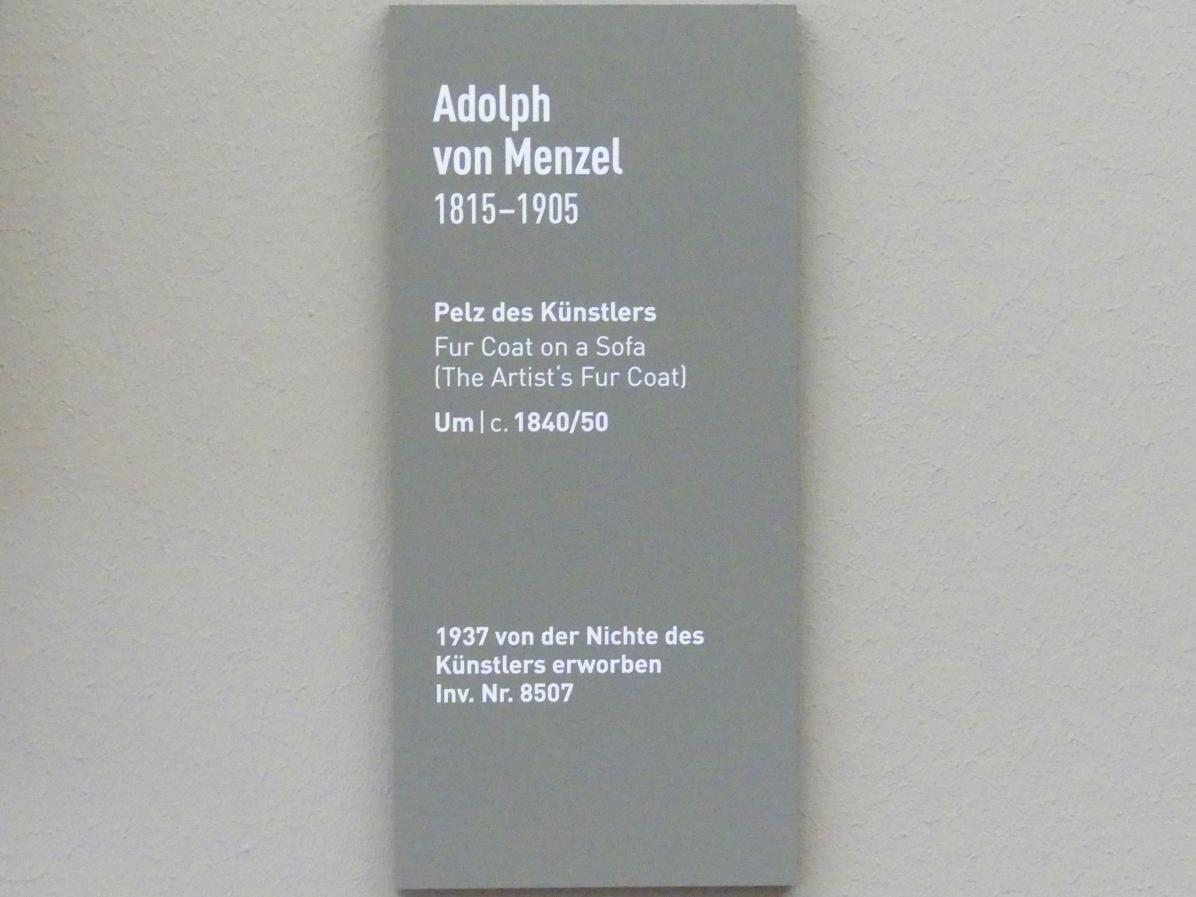 Adolph
von Menzel
1815–1905
Pelz des Künstlers
Fur Coat on a Sofa
(The Artist‘s Fur Coat)
Um | c. 1840/50
1937 von der Nichte des
Künstlers erworben
Inv. Nr. 8507